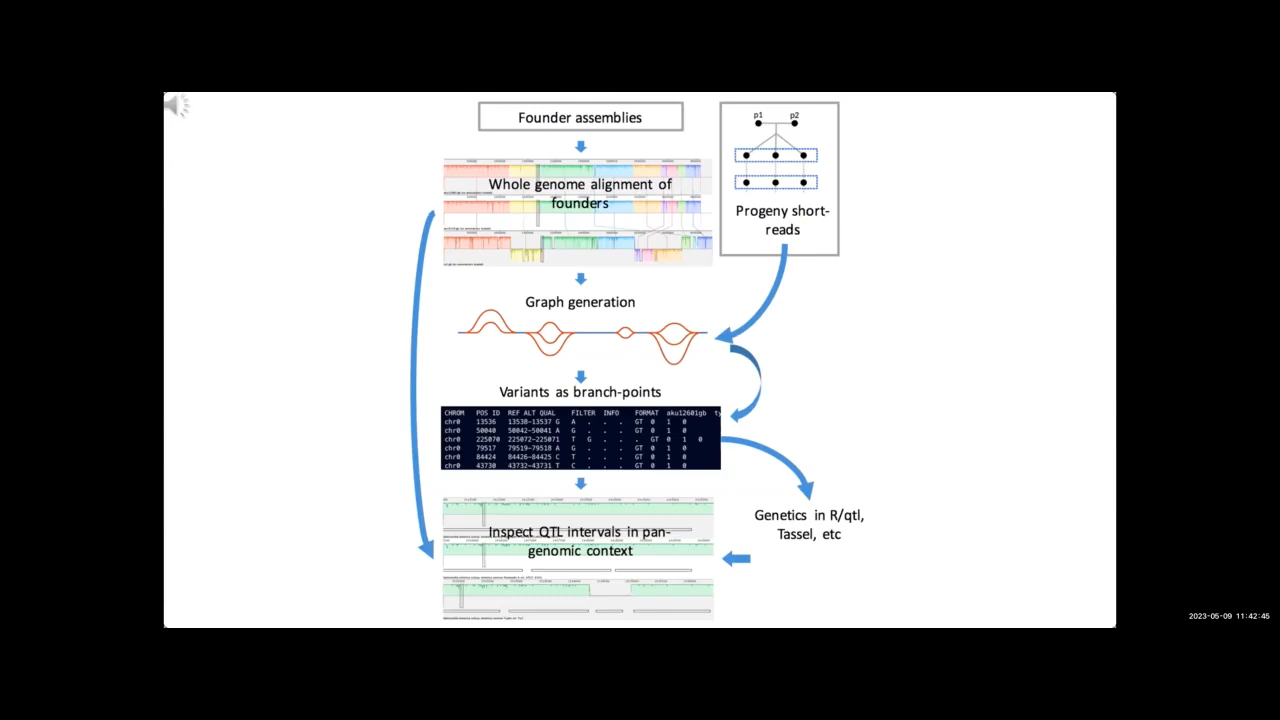 Founder assemblies
p1 p2
Whole genome alignment of
founders
Progeny short-
reads
Graph generation
Variants as branch-points
CHROM POS ID REF ALT QUAL FILTER INFO FORMAT aku12601gb ty
chr0 13536 13538~13537 G A . . . GT 0 1 0
chr0 50040 50042~50041 A G . . . GT 0 1 0
chr0 225070 225072~225071 T G . . . GT 0 1 0
chr0 79517 79519~79518 A G . . . GT 0 1 0
chr0 84424 84426~84425 C T . . . GT 0 1 0
chr0 43730 43732~43731 T C . . . GT 0 1 0
Genetics in R/qtl,
Tassel, etc
Inspect QTL intervals in pan-
genomic context
2023-05-09 11:42:45